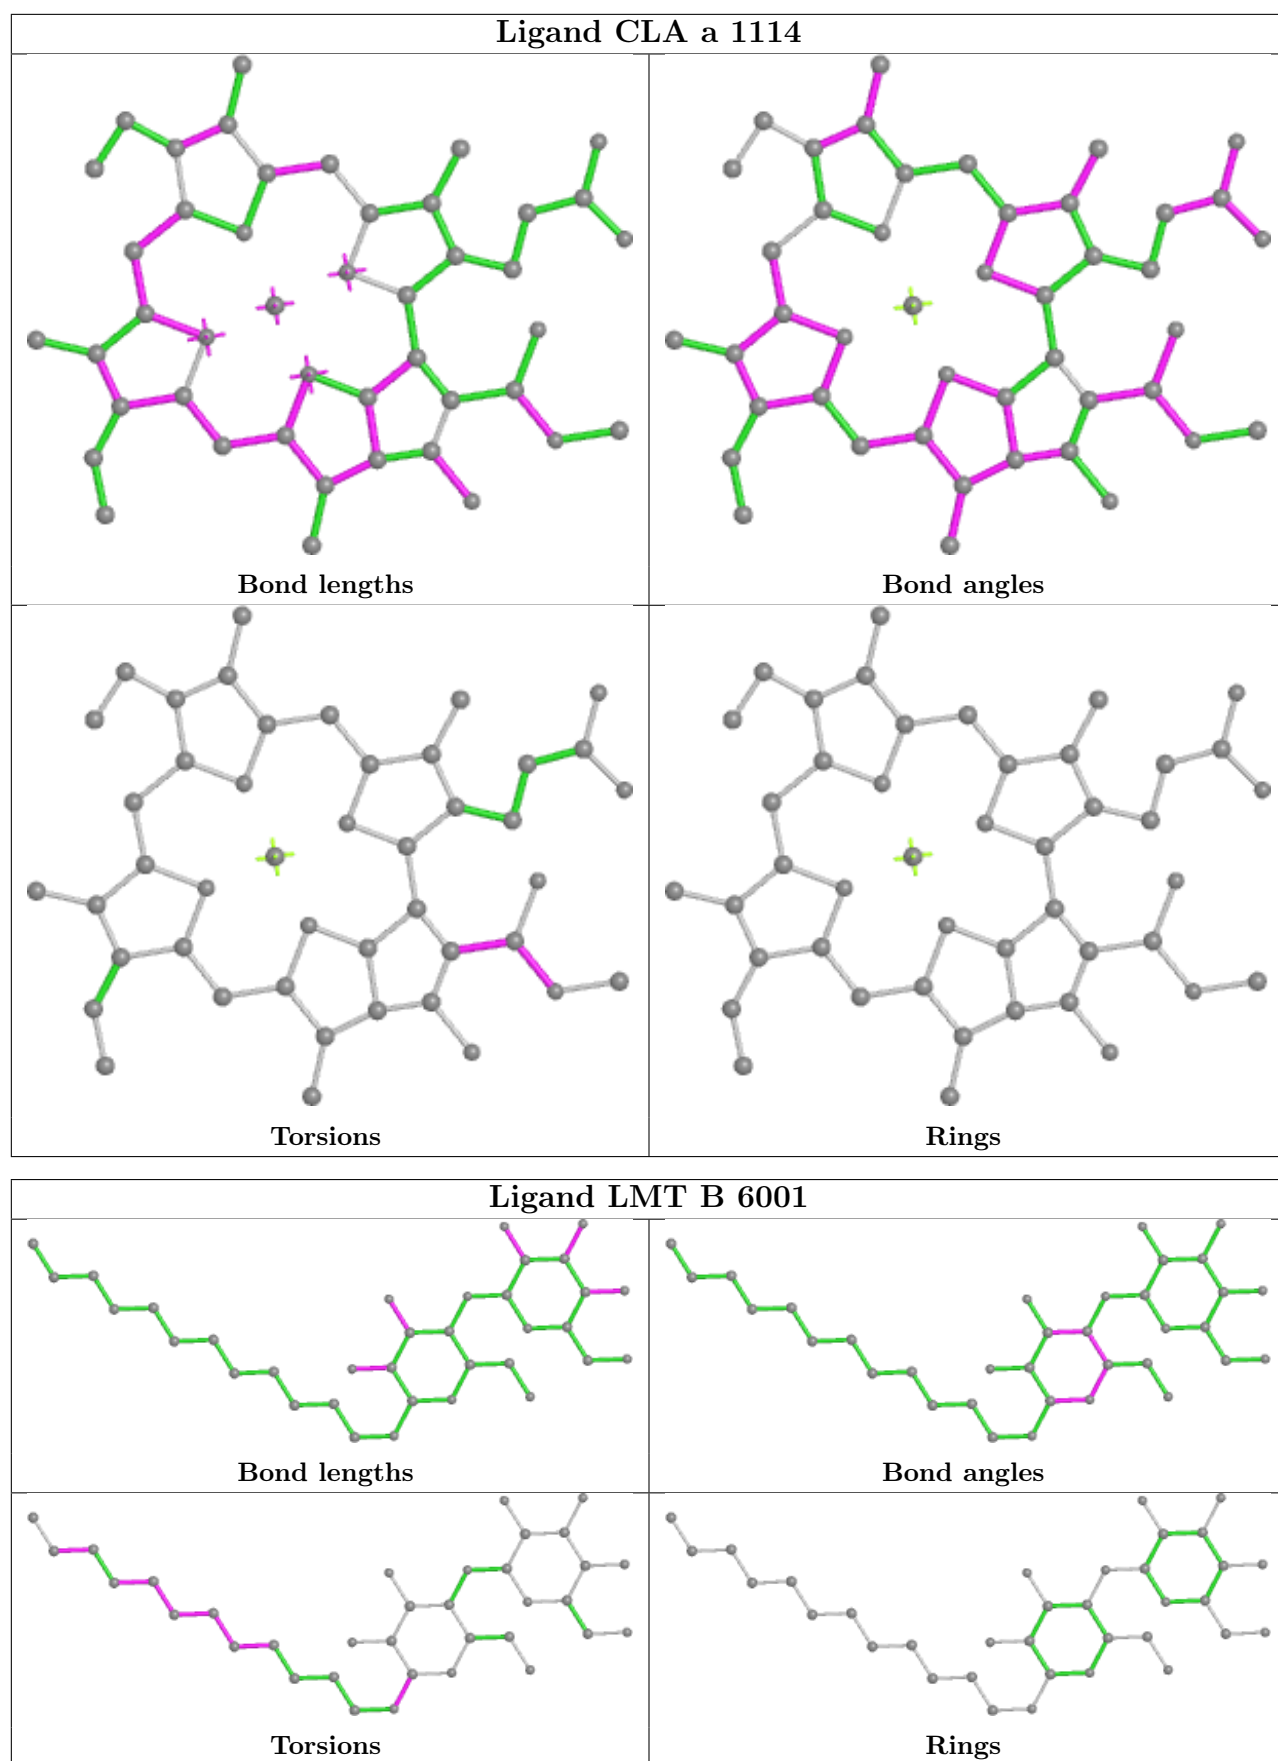 Ligand CLA a 1114
Bond lengths
Bond angles
Torsions
Rings
Ligand LMT B 6001
Bond lengths
Bond angles
Torsions
Rings